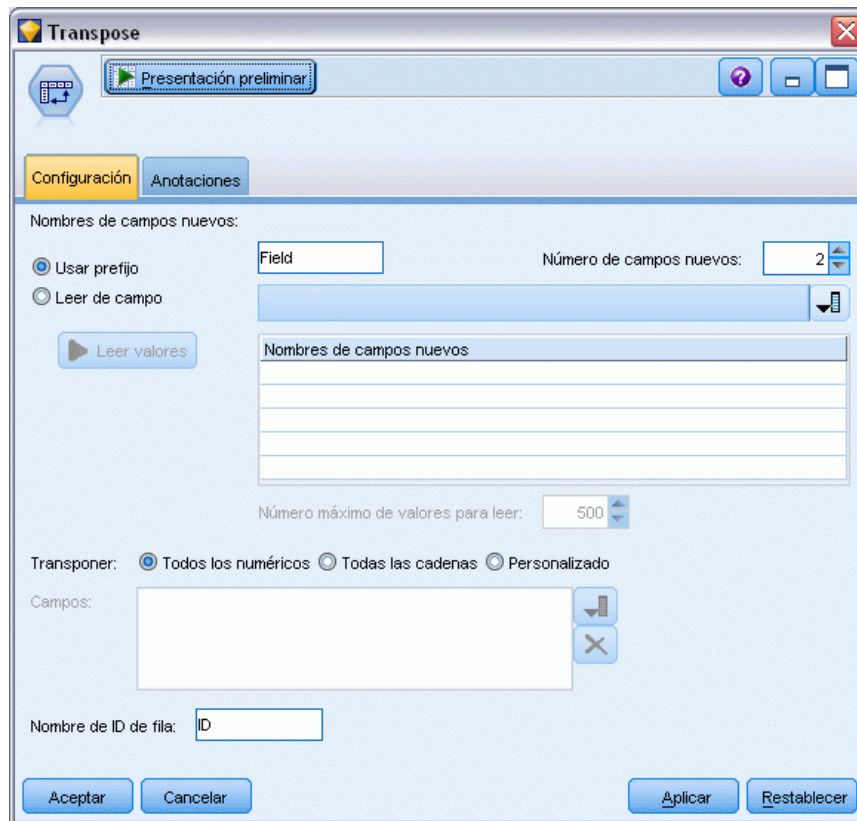 Transpose
Presentación preliminar
?
Configuración
Anotaciones
Nombres de campos nuevos:
Usar prefijo
Field
Número de campos nuevos:
2
Leer de campo
Leer valores
Nombres de campos nuevos
Número máximo de valores para leer:
500
Transponer:
Todos los numéricos
Todas las cadenas
Personalizado
Campos:
Nombre de ID de fila:
ID
Aceptar
Cancelar
Aplicar
Restablecer